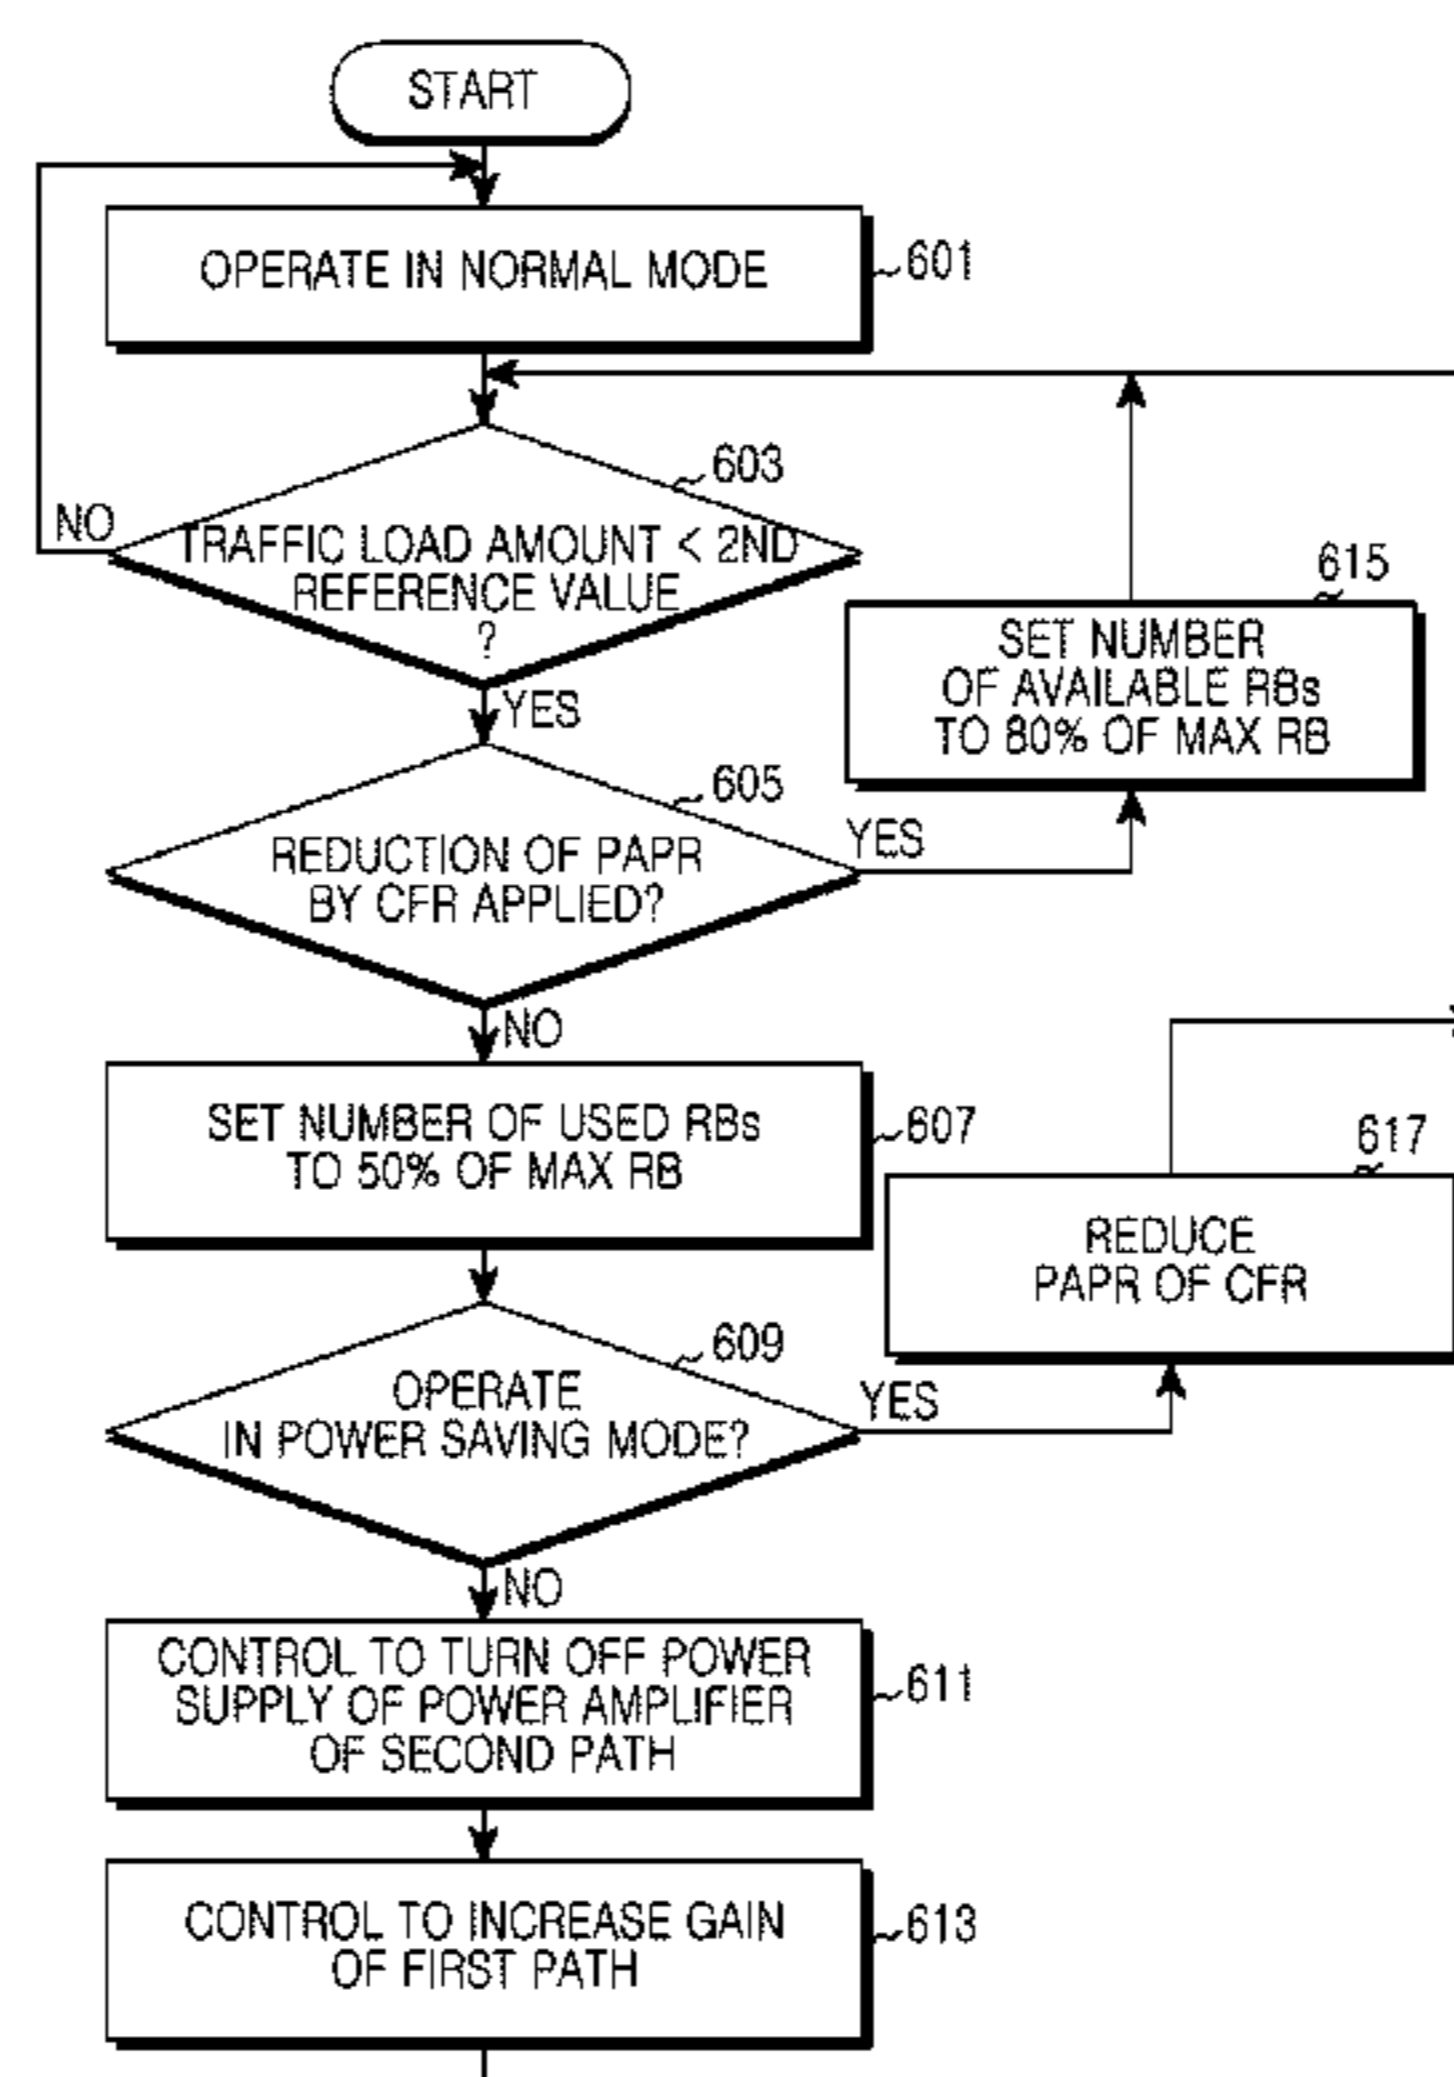 START
OPERATE IN NORMAL MODE
601
603
NO
TRAFFIC LOAD AMOUNT < 2ND
REFERENCE VALUE
?
YES
615
SET NUMBER
OF AVAILABLE RBs
TO 80% OF MAX RB
605
REDUCTION OF PAPR
BY CFR APPLIED?
YES
NO
SET NUMBER OF USED RBs
TO 50% OF MAX RB
607
617
REDUCE
PAPR OF CFR
609
OPERATE
IN POWER SAVING MODE?
YES
NO
CONTROL TO TURN OFF POWER
SUPPLY OF POWER AMPLIFIER
OF SECOND PATH
611
CONTROL TO INCREASE GAIN
OF FIRST PATH
613